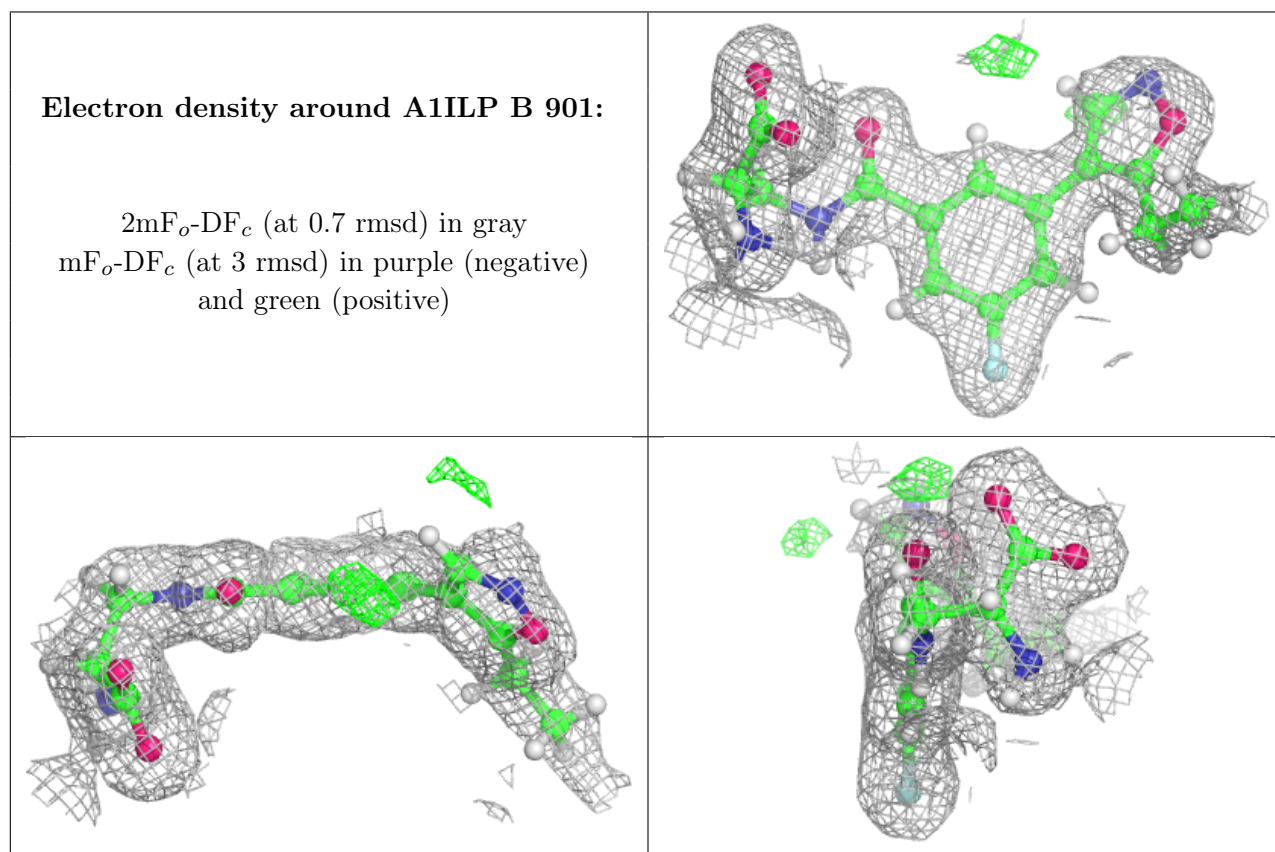 Electron density around A1ILP B 901:
2mFₒ-DF𝒸 (at 0.7 rmsd) in gray
mFₒ-DF𝒸 (at 3 rmsd) in purple (negative)
and green (positive)